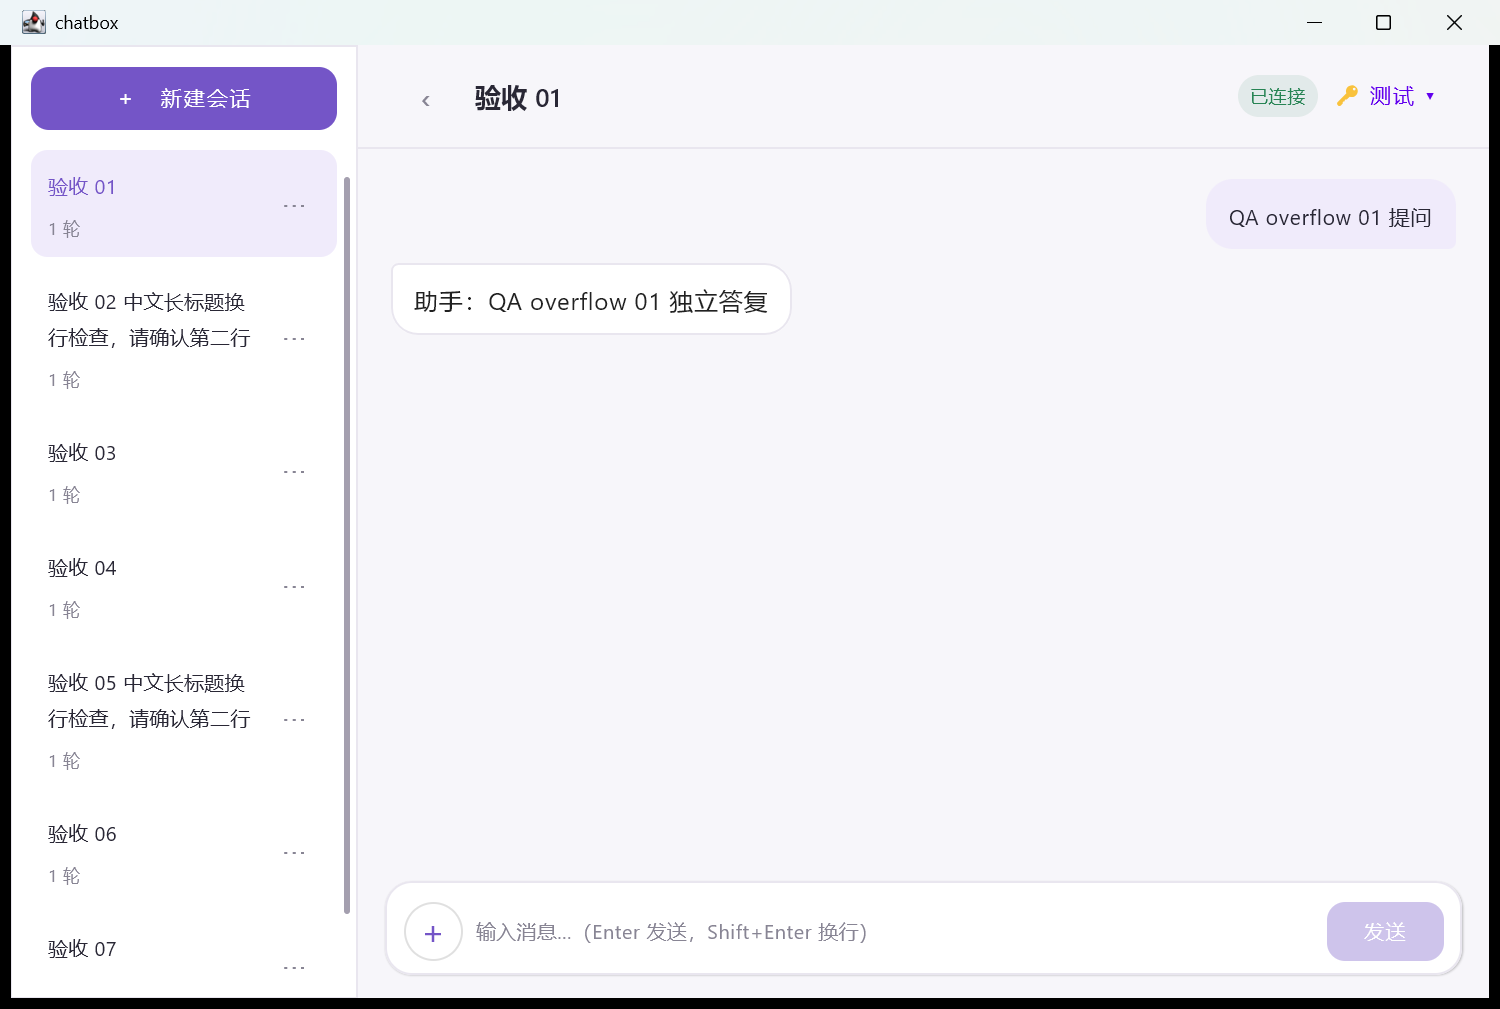 chatbox
+ 新建会话
验收 01
...
1 轮
验收 02 中文长标题换
行检查，请确认第二行
...
1 轮
验收 03
...
1 轮
验收 04
...
1 轮
验收 05 中文长标题换
行检查，请确认第二行
...
1 轮
验收 06
...
1 轮
验收 07
...
‹ 验收 01
已连接
测试 ▾
QA overflow 01 提问
助手：QA overflow 01 独立答复
+ 输入消息...（Enter 发送，Shift+Enter 换行）
发送